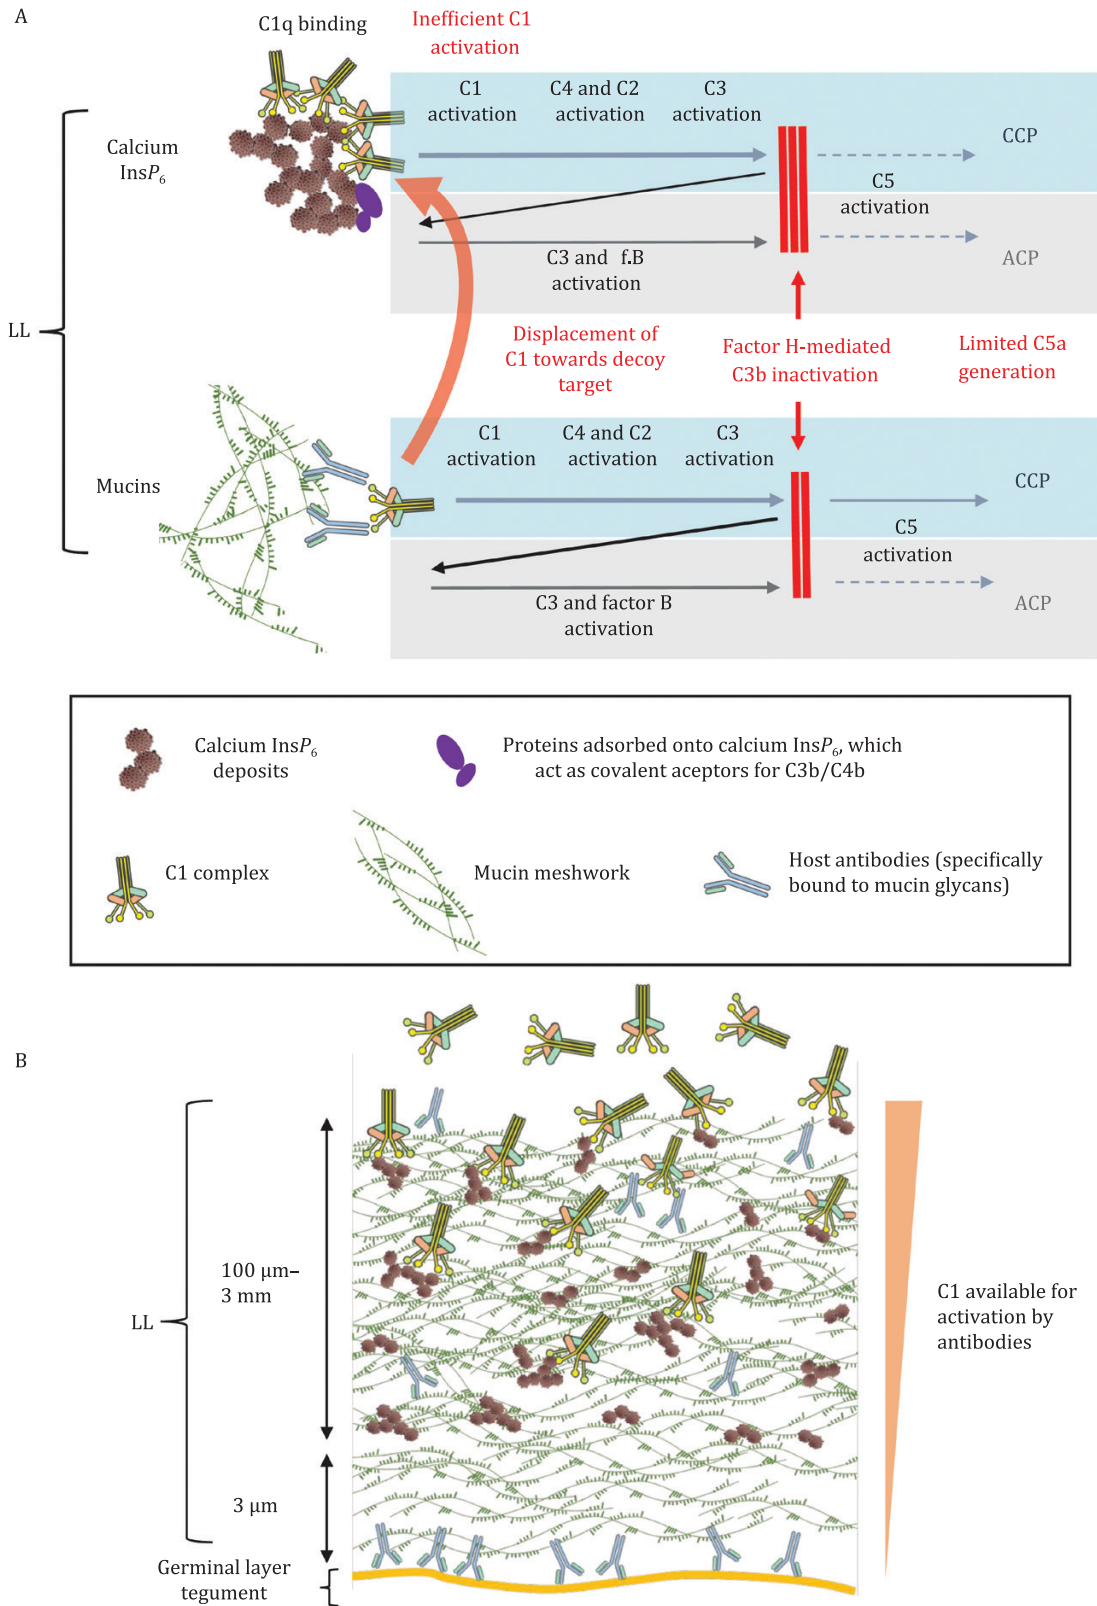 A
C1q binding
Inefficient C1
activation
C1
activation
C4 and C2
activation
C3
activation
CCP
Calcium
InsP6
C5
activation
C3 and f.B
activation
ACP
LL
Displacement of
C1 towards decoy
target
Factor H-mediated
C3b inactivation
Limited C5a
generation
C1
activation
C4 and C2
activation
C3
activation
CCP
Mucins
C5
activation
C3 and factor B
activation
ACP
Calcium InsP6
deposits
Proteins adsorbed onto calcium InsP6, which
act as covalent aceptors for C3b/C4b
C1 complex
Mucin meshwork
Host antibodies (specifically
bound to mucin glycans)
B
100 μm–
3 mm
LL
C1 available for
activation by
antibodies
3 μm
Germinal layer
tegument